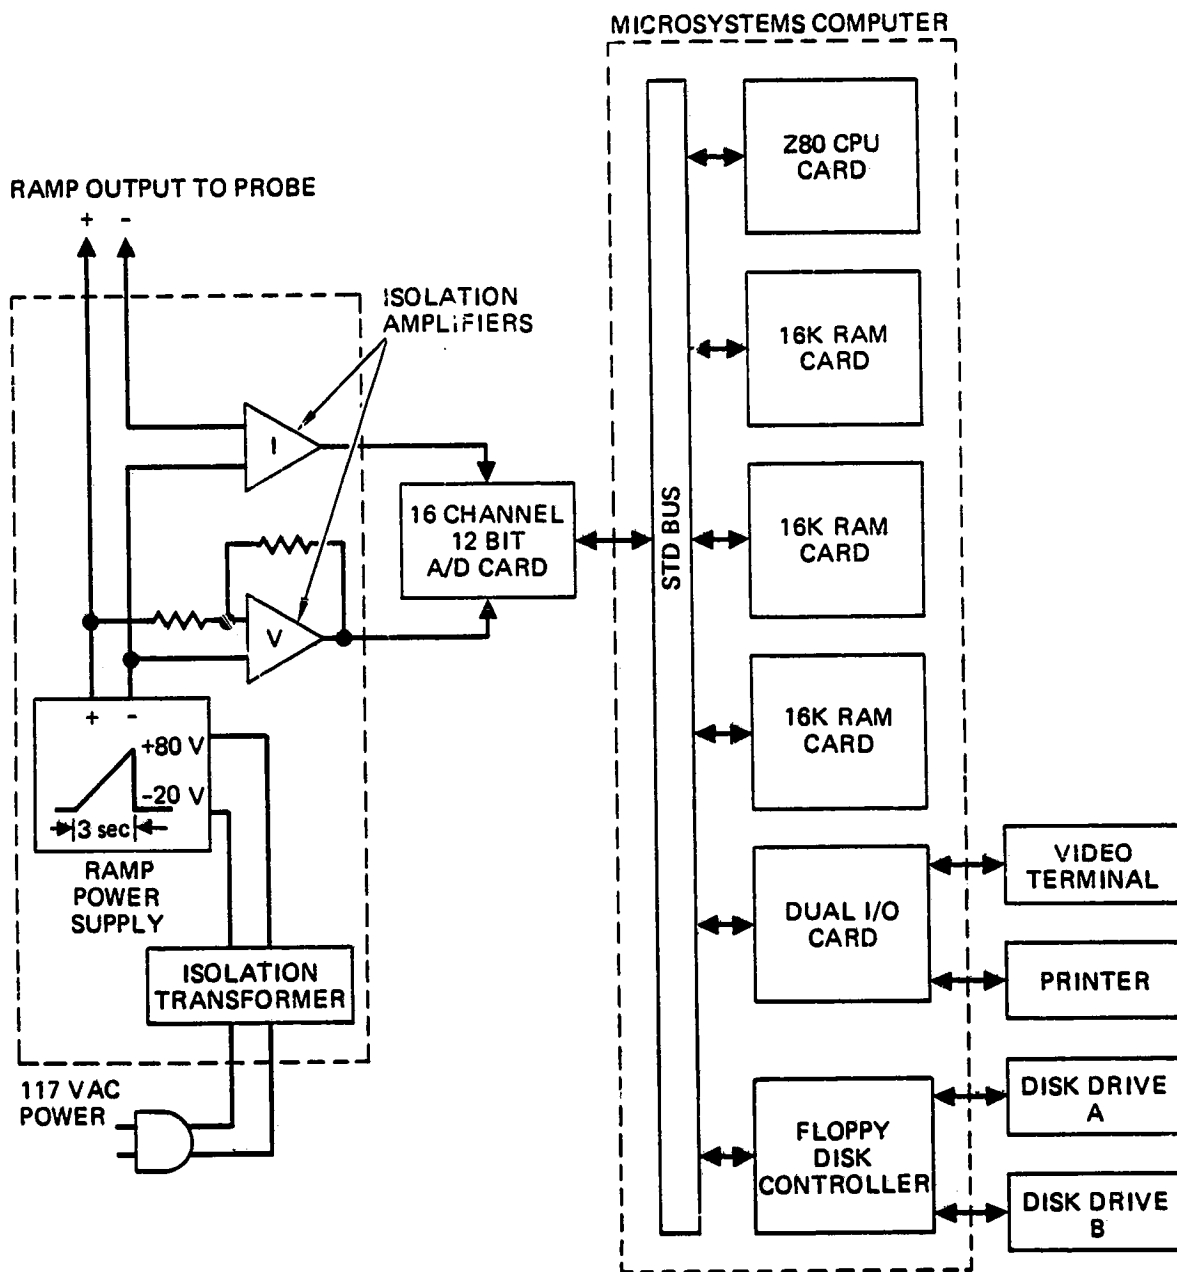 MICROSYSTEMS COMPUTER
RAMP OUTPUT TO PROBE
+ -
ISOLATION
AMPLIFIERS
I
V
16 CHANNEL
12 BIT
A/D CARD
+ -
+80 V
-20 V
3 sec
RAMP
POWER
SUPPLY
ISOLATION
TRANSFORMER
117 VAC
POWER
STD BUS
Z80 CPU
CARD
16K RAM
CARD
16K RAM
CARD
16K RAM
CARD
DUAL I/O
CARD
FLOPPY
DISK
CONTROLLER
VIDEO
TERMINAL
PRINTER
DISK DRIVE
A
DISK DRIVE
B